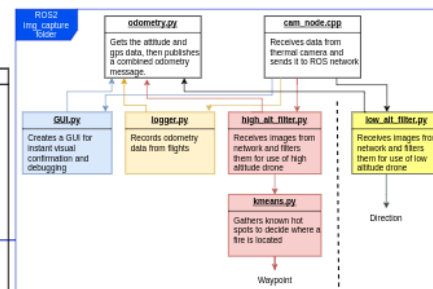 ROS2
img_capture
folder
odometry.py
Gets the attitude and
gps data, then publishes
a combined odometry
message.
cam_node.cpp
Receives data from
thermal camera and
sends it to ROS network
GUI.py
Creates a GUI for
instant visual
confirmation and
debugging
logger.py
Records odometry
data from flights
high_alt_filter.py
Receives images from
network and filters
them for use of high
altitude drone
low_alt_filter.py
Receives images from
network and filters
them for use of low
altitude drone
kmeans.py
Gathers known hot
spots to decide where a
fire is located
Direction
Waypoint